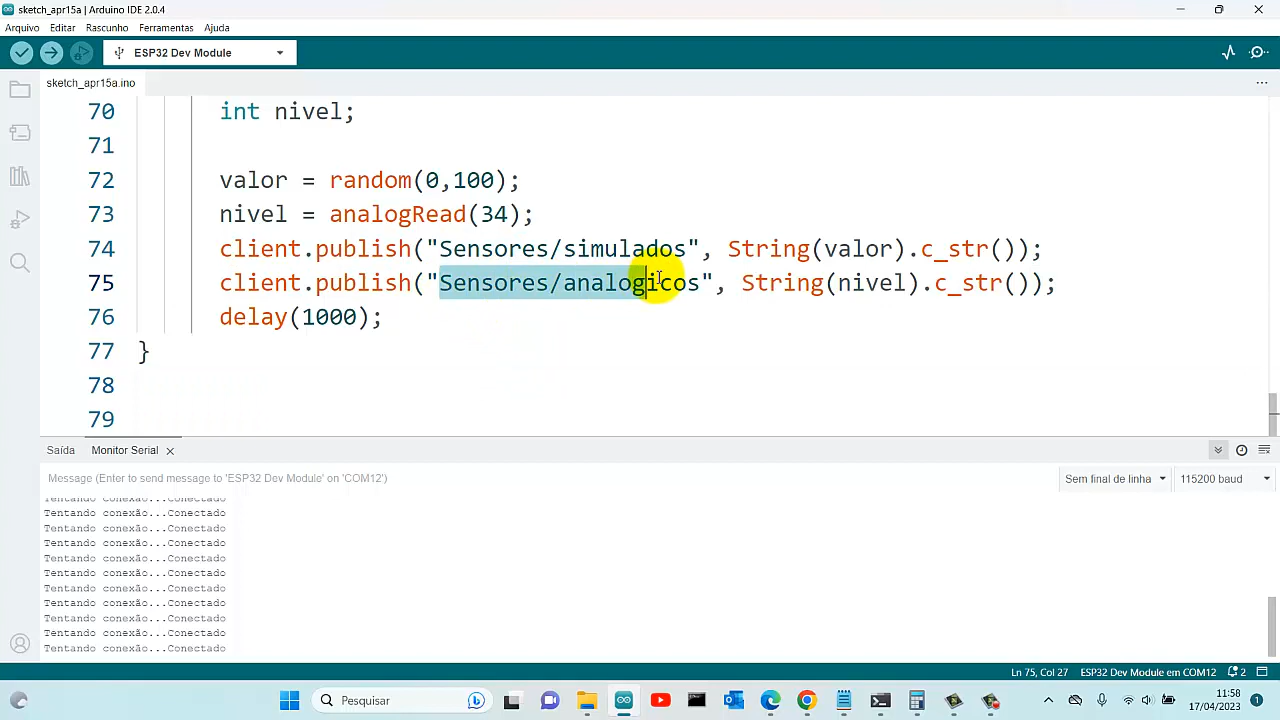 sketch_apr15a | Arduino IDE 2.0.4
Arquivo Editar Rascunho Ferramentas Ajuda
ESP32 Dev Module
sketch_apr15a.ino
70 int nivel;
71
72 valor = random(0,100);
73 nivel = analogRead(34);
74 client.publish("Sensores/simulados", String(valor).c_str());
75 client.publish("Sensores/analogicos", String(nivel).c_str());
76 delay(1000);
77 }
78
79
Saída Monitor Serial
Message (Enter to send message to 'ESP32 Dev Module' on 'COM12')
Sem final de linha 115200 baud
Tentando conexão...Conectado
Tentando conexão...Conectado
Tentando conexão...Conectado
Tentando conexão...Conectado
Tentando conexão...Conectado
Tentando conexão...Conectado
Tentando conexão...Conectado
Tentando conexão...Conectado
Tentando conexão...Conectado
Tentando conexão...Conectado
Tentando conexão...Conectado
Ln 75, Col 27 ESP32 Dev Module em COM12 2
Pesquisar
11:58
17/04/2023
1